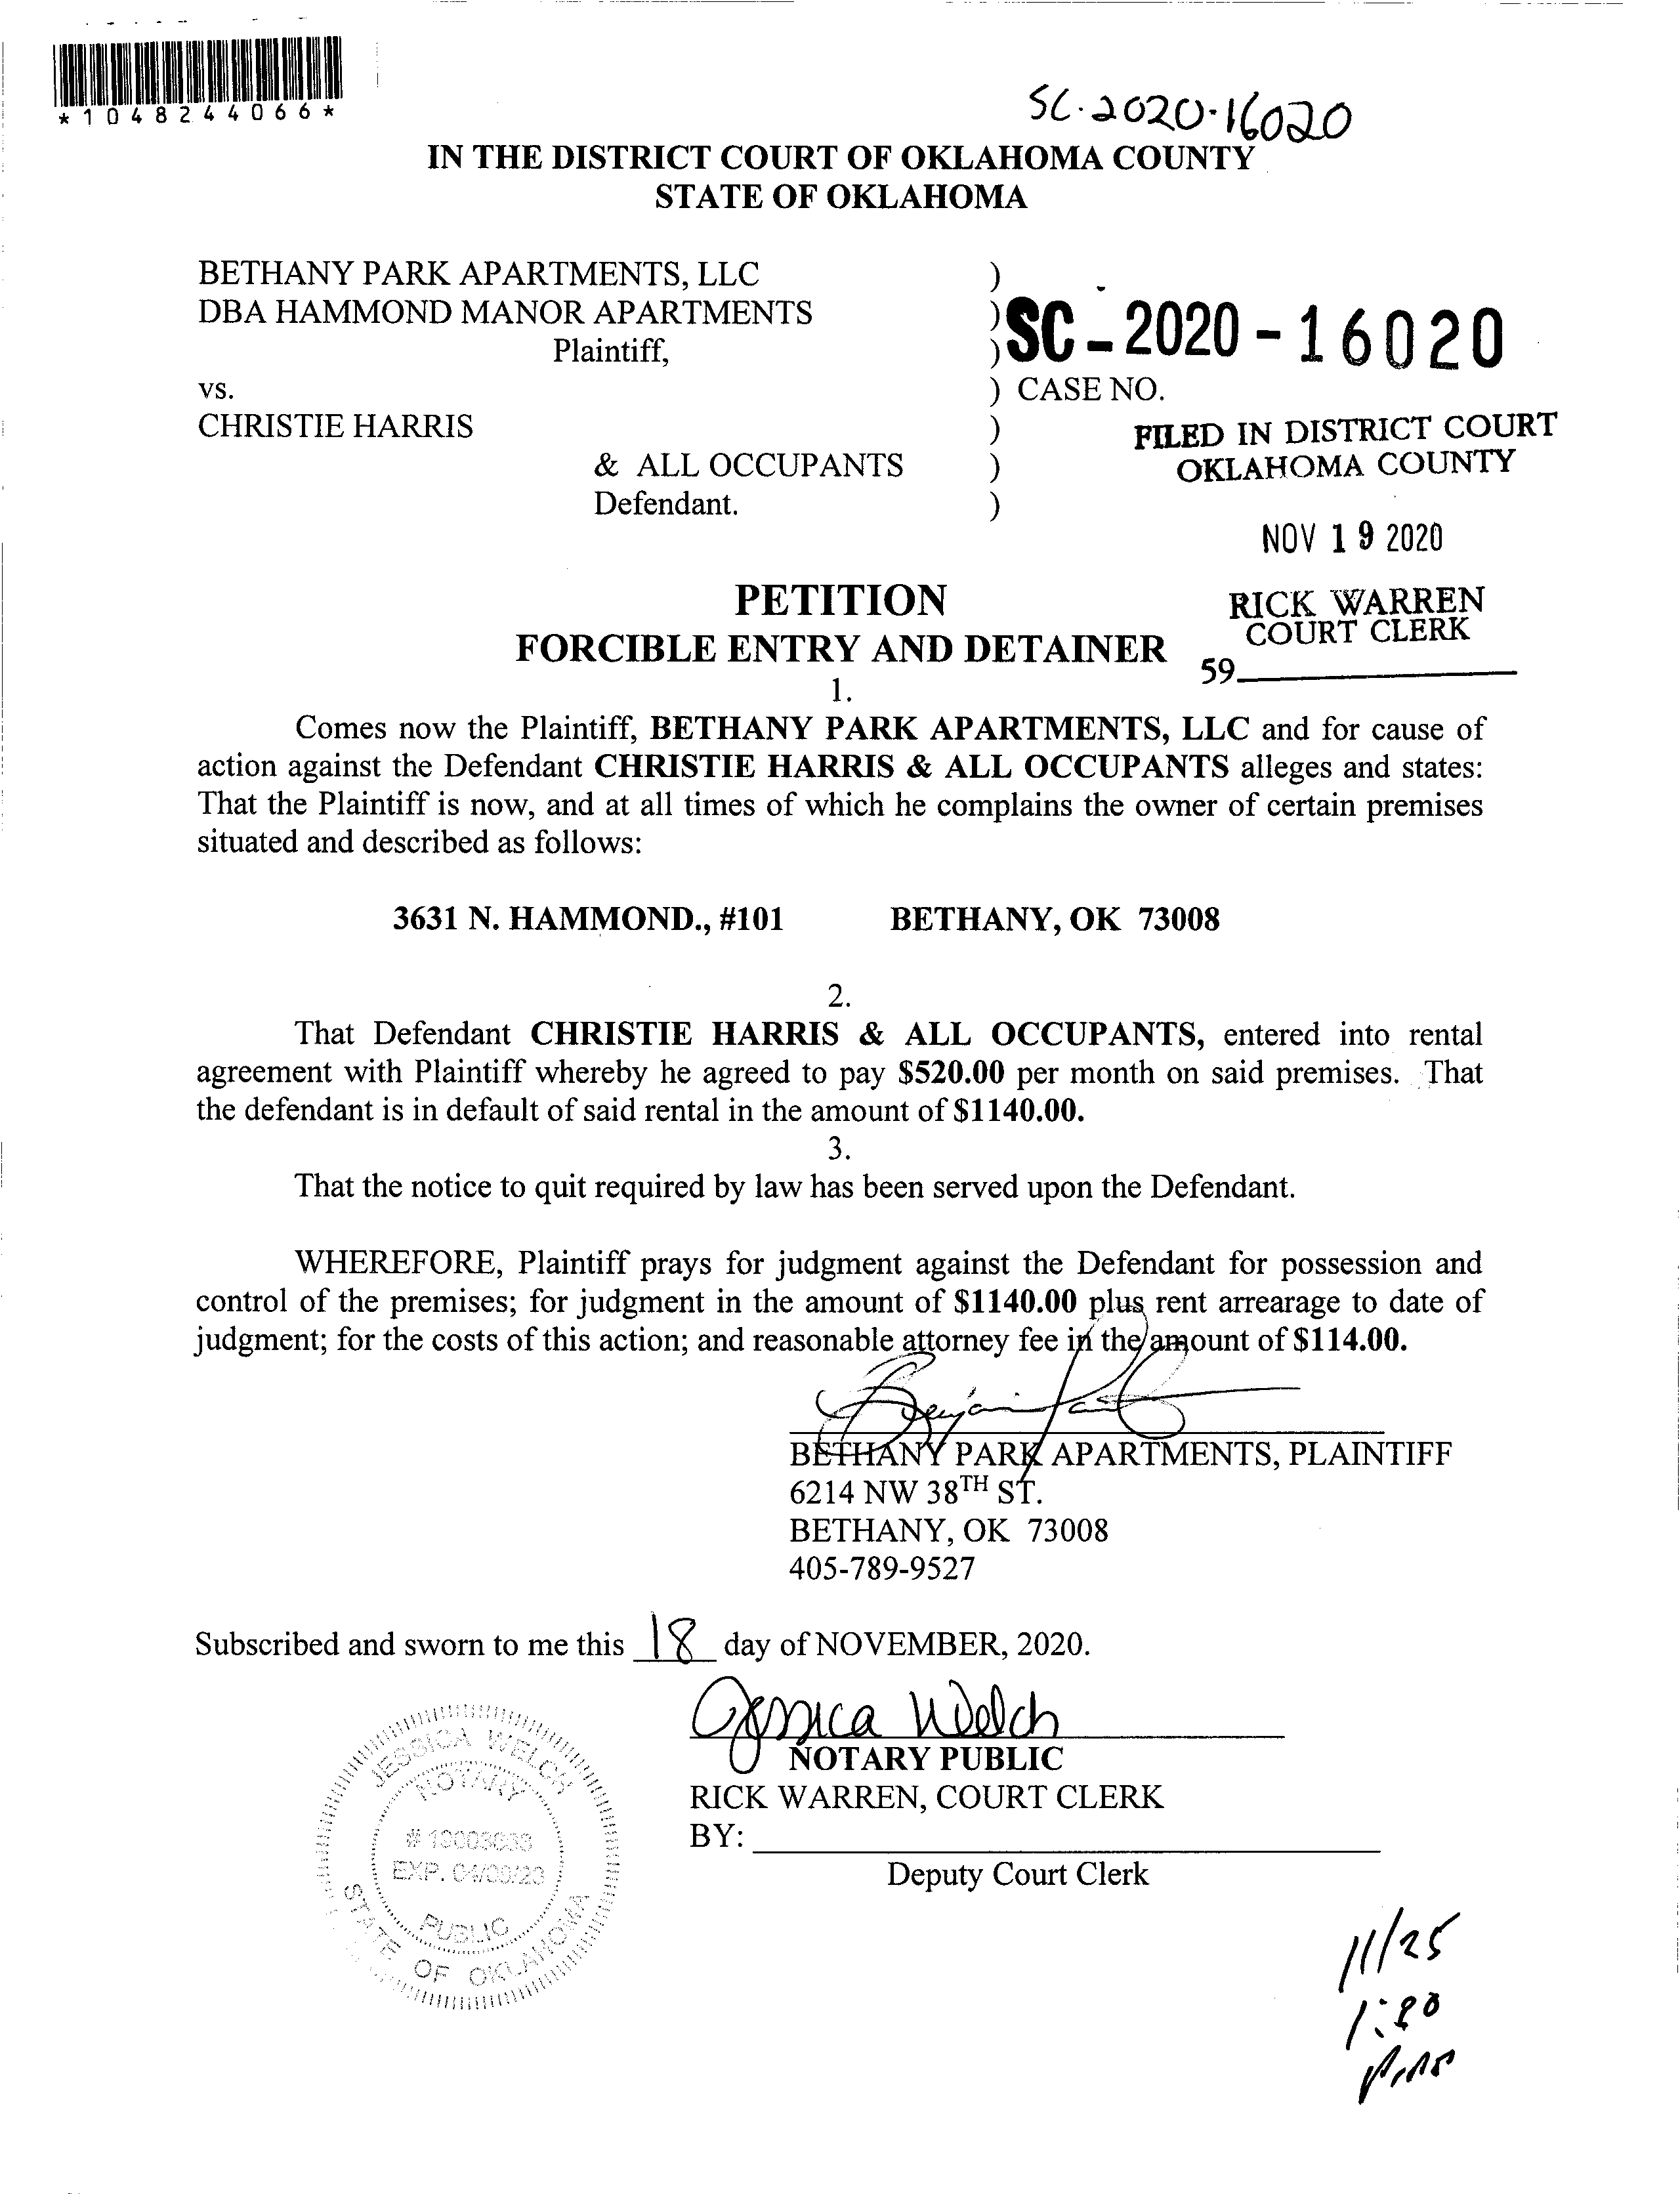 *1048244066*
SC-2020-16020
IN THE DISTRICT COURT OF OKLAHOMA COUNTY
STATE OF OKLAHOMA
BETHANY PARK APARTMENTS, LLC )
DBA HAMMOND MANOR APARTMENTS ) SC-2020-16020
Plaintiff, )
vs. ) CASE NO.
CHRISTIE HARRIS )
& ALL OCCUPANTS )
Defendant. )
FILED IN DISTRICT COURT
OKLAHOMA COUNTY
NOV 19 2020
RICK WARREN
COURT CLERK
59
PETITION
FORCIBLE ENTRY AND DETAINER
1.
Comes now the Plaintiff, BETHANY PARK APARTMENTS, LLC and for cause of
action against the Defendant CHRISTIE HARRIS & ALL OCCUPANTS alleges and states:
That the Plaintiff is now, and at all times of which he complains the owner of certain premises
situated and described as follows:
3631 N. HAMMOND., #101 BETHANY, OK 73008
2.
That Defendant CHRISTIE HARRIS & ALL OCCUPANTS, entered into rental
agreement with Plaintiff whereby he agreed to pay $520.00 per month on said premises. That
the defendant is in default of said rental in the amount of $1140.00.
3.
That the notice to quit required by law has been served upon the Defendant.
WHEREFORE, Plaintiff prays for judgment against the Defendant for possession and
control of the premises; for judgment in the amount of $1140.00 plus rent arrearage to date of
judgment; for the costs of this action; and reasonable attorney fee in the amount of $114.00.
BETHANY PARK APARTMENTS, PLAINTIFF
6214 NW 38TH ST.
BETHANY, OK 73008
405-789-9527
Subscribed and sworn to me this 18 day of NOVEMBER, 2020.
Jessica Welch
NOTARY PUBLIC
RICK WARREN, COURT CLERK
BY:
Deputy Court Clerk
JESSICA WELCH
NOTARY
PUBLIC
STATE OF OKLAHOMA
11/25